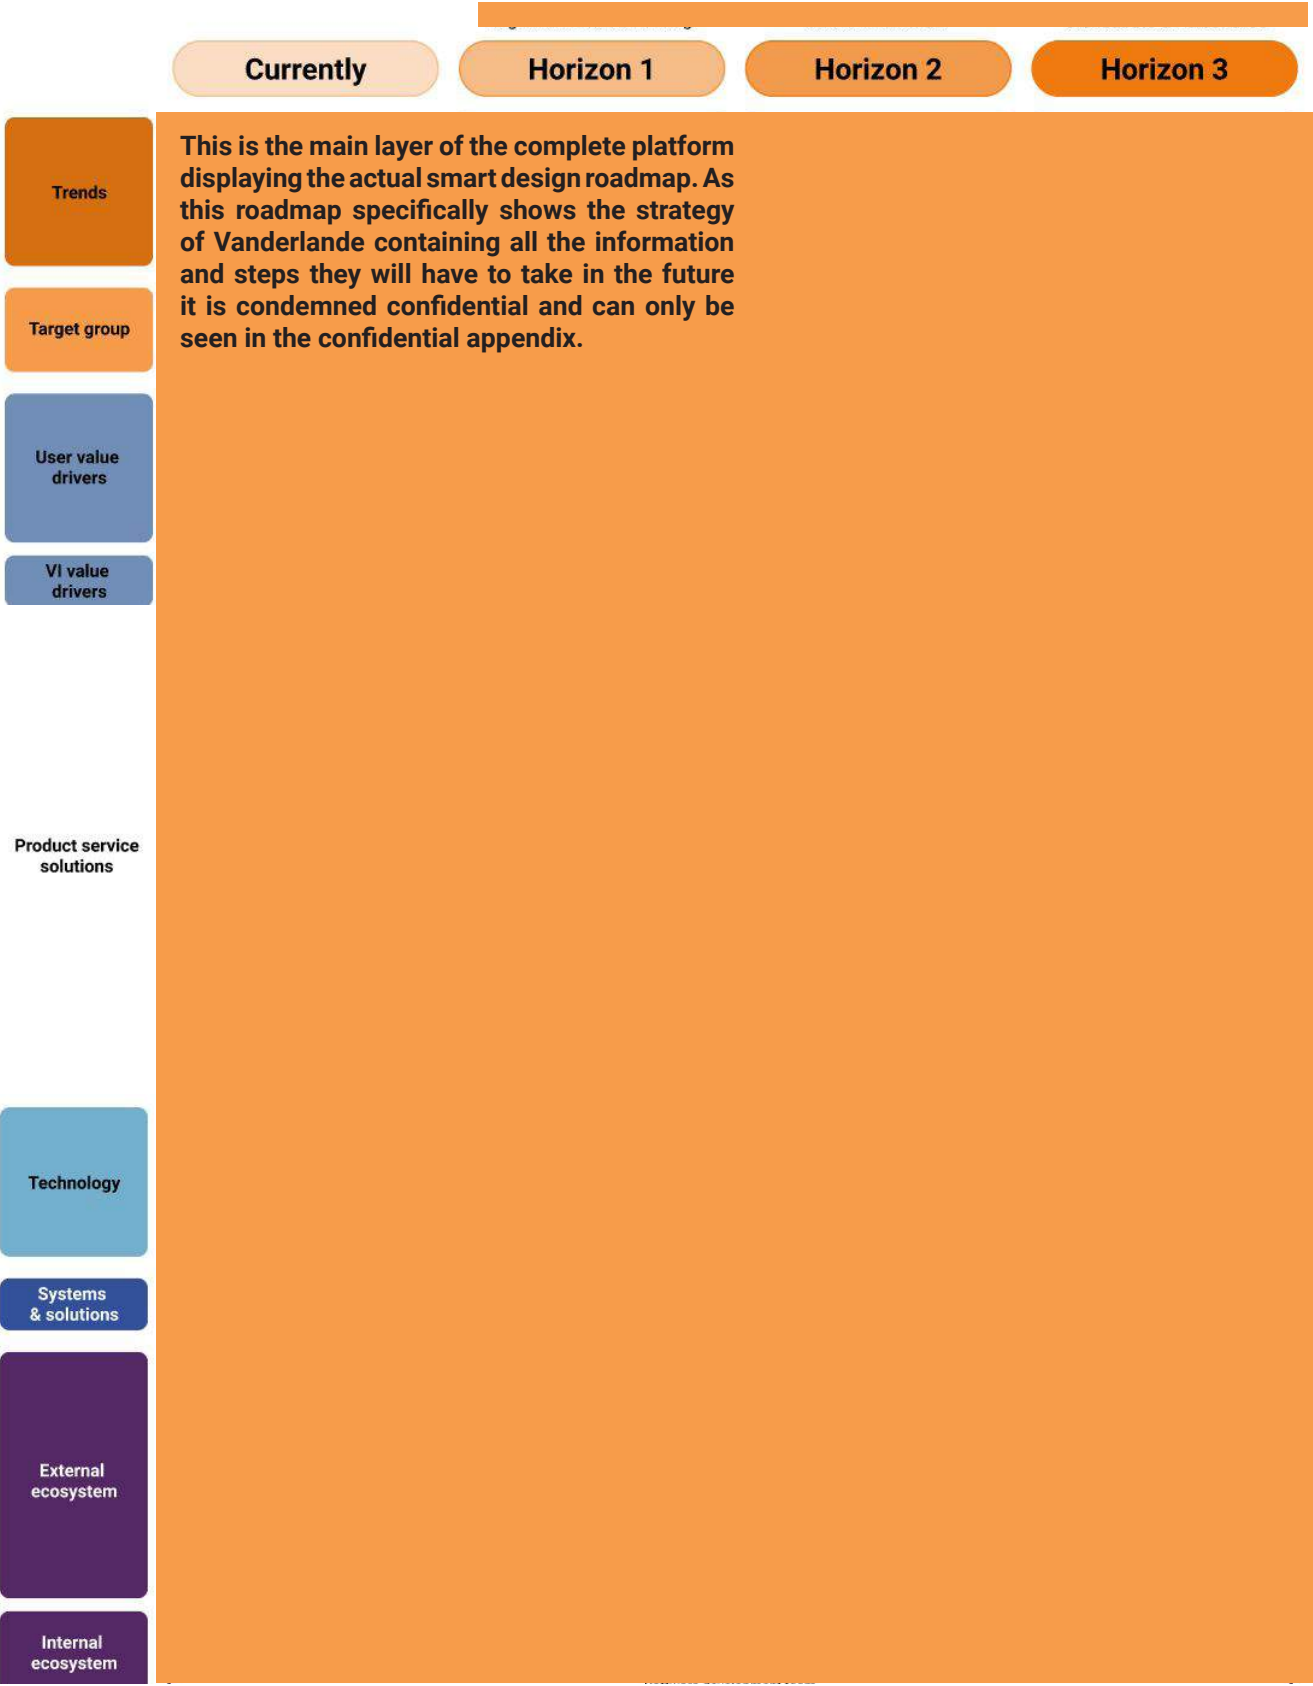 Currently
Horizon 1
Horizon 2
Horizon 3
Trends
This is the main layer of the complete platform
displaying the actual smart design roadmap. As
this roadmap specifically shows the strategy
of Vanderlande containing all the information
and steps they will have to take in the future
it is condemned confidential and can only be
seen in the confidential appendix.
Target group
User value
drivers
VI value
drivers
Product service
solutions
Technology
Systems
& solutions
External
ecosystem
Internal
ecosystem